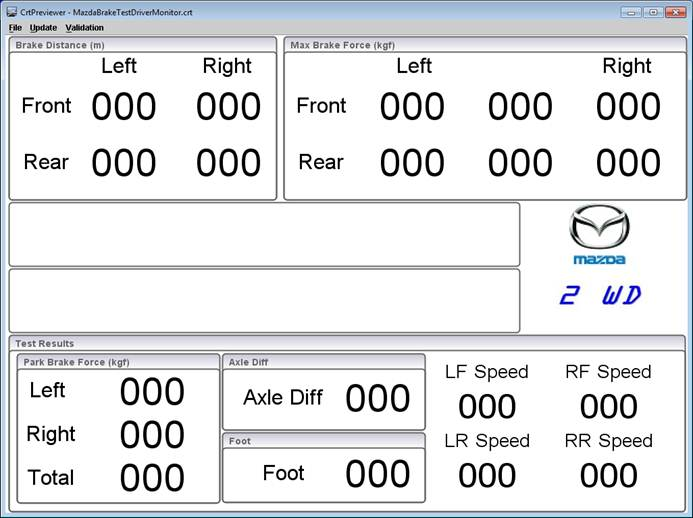 CrtPreviewer - MazdaBrakeTestDriverMonitor.crt
File Update Validation
Brake Distance (m)
Left Right
Front 000 000
Rear 000 000
Max Brake Force (kgf)
Left Right
Front 000 000 000
Rear 000 000 000
mazda
2 WD
Test Results
Park Brake Force (kgf)
Left 000
Right 000
Total 000
Axle Diff
Axle Diff 000
Foot
Foot 000
LF Speed RF Speed
000 000
LR Speed RR Speed
000 000